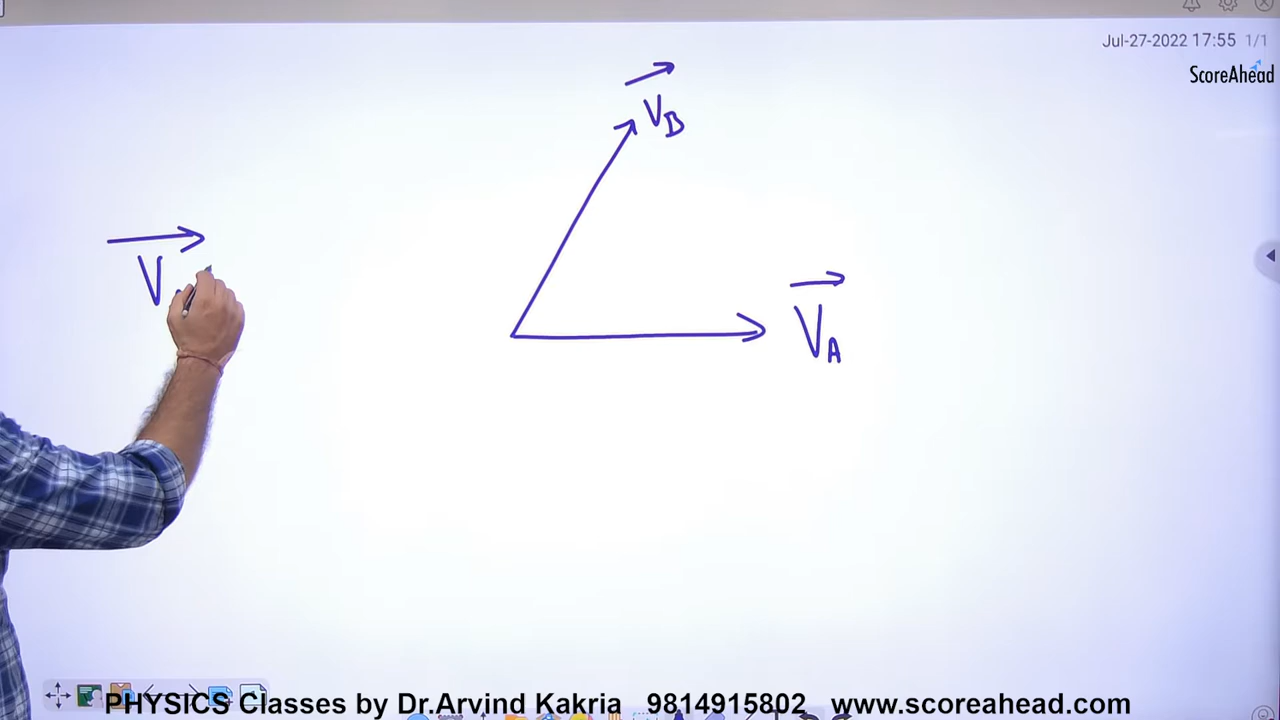 Jul-27-2022 17:55 1/1
ScoreAhead
V_B
V
V_A
PHYSICS Classes by Dr.Arvind Kakria 9814915802 www.scoreahead.com